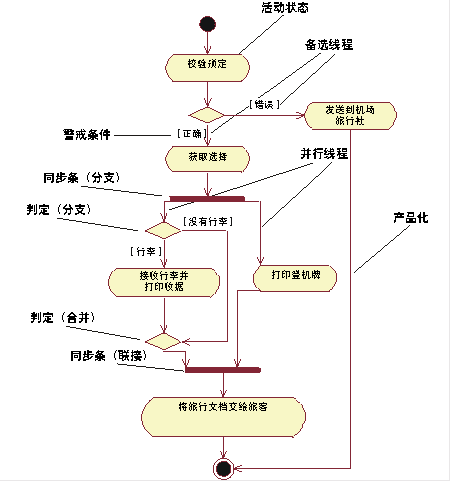 活动状态
备选线程
校验预定
[错误]
发送到机场
旅行社
警戒条件
[正确]
获取选择
并行线程
同步条（分支）
判定（分支）
[没有行李]
产品化
[行李]
接收行李并
打印收据
打印登机牌
判定（合并）
同步条（联接）
将旅行文档交给旅客